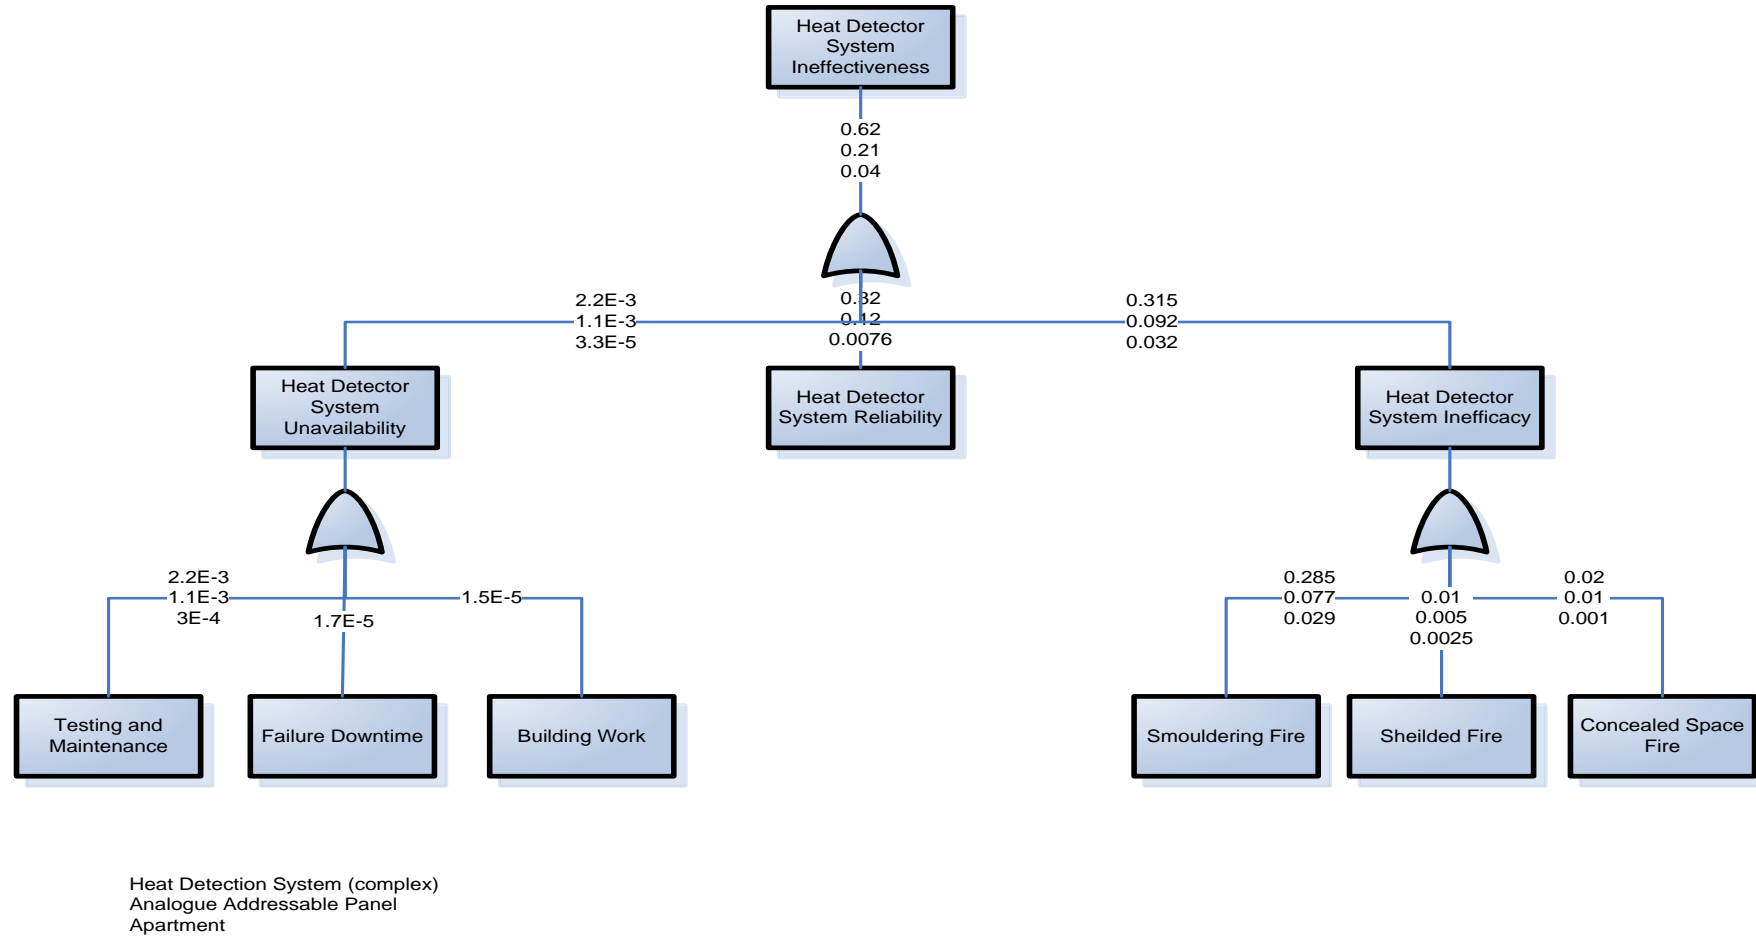 Heat Detector
System
Ineffectiveness
0.62
0.21
0.04
2.2E-3
1.1E-3
3.3E-5
0.32
0.12
0.0076
0.315
0.092
0.032
Heat Detector
System
Unavailability
Heat Detector
System Reliability
Heat Detector
System Inefficacy
2.2E-3
1.1E-3
3E-4
1.7E-5
1.5E-5
0.285
0.077
0.029
0.01
0.005
0.0025
0.02
0.01
0.001
Testing and
Maintenance
Failure Downtime
Building Work
Smouldering Fire
Sheilded Fire
Concealed Space
Fire
Heat Detection System (complex)
Analogue Addressable Panel
Apartment